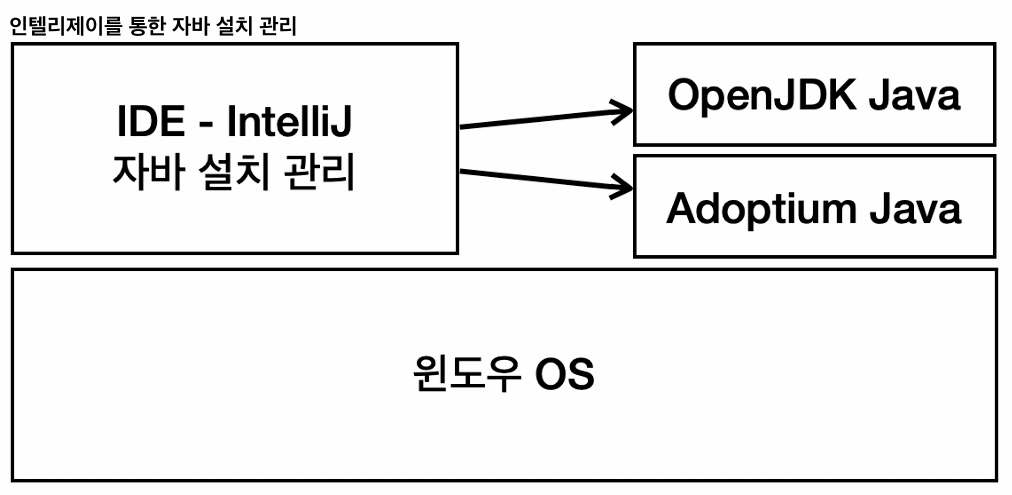 인텔리제이를 통한 자바 설치 관리
IDE - IntelliJ
자바 설치 관리
OpenJDK Java
Adoptium Java
윈도우 OS